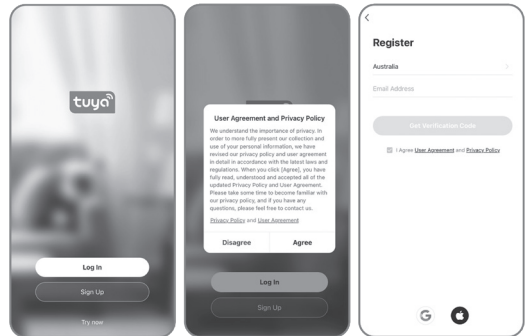 tuya
Log In
Sign Up
Try now
tuya
User Agreement and Privacy Policy
We understand the importance of privacy. In
order to more fully present our collection and
use of your personal information, we have
revised our privacy policy and user agreement
in detail in accordance with the latest laws and
regulations. When you click [Agree], you have
fully read, understood and accepted all of the
updated Privacy Policy and User Agreement.
Please take some time to become familiar with
our privacy policy, and if you have any
questions, please feel free to contact us.
Privacy Policy and User Agreement
Disagree Agree
Log In
Sign Up
Register
Australia
Email Address
Get Verification Code
I Agree User Agreement and Privacy Policy
G